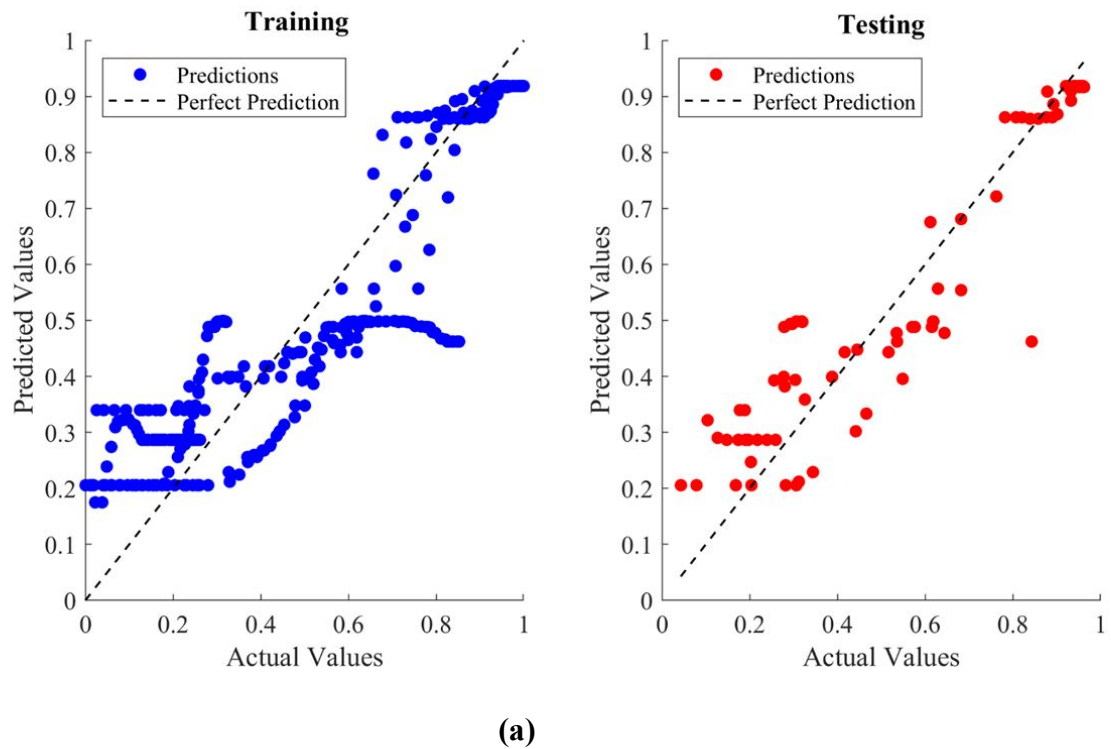 Training
Predictions
Perfect Prediction
Predicted Values
1
0.9
0.8
0.7
0.6
0.5
0.4
0.3
0.2
0.1
0
0 0.2 0.4 0.6 0.8 1
Actual Values
Testing
Predictions
Perfect Prediction
Predicted Values
1
0.9
0.8
0.7
0.6
0.5
0.4
0.3
0.2
0.1
0
0 0.2 0.4 0.6 0.8 1
Actual Values
(a)